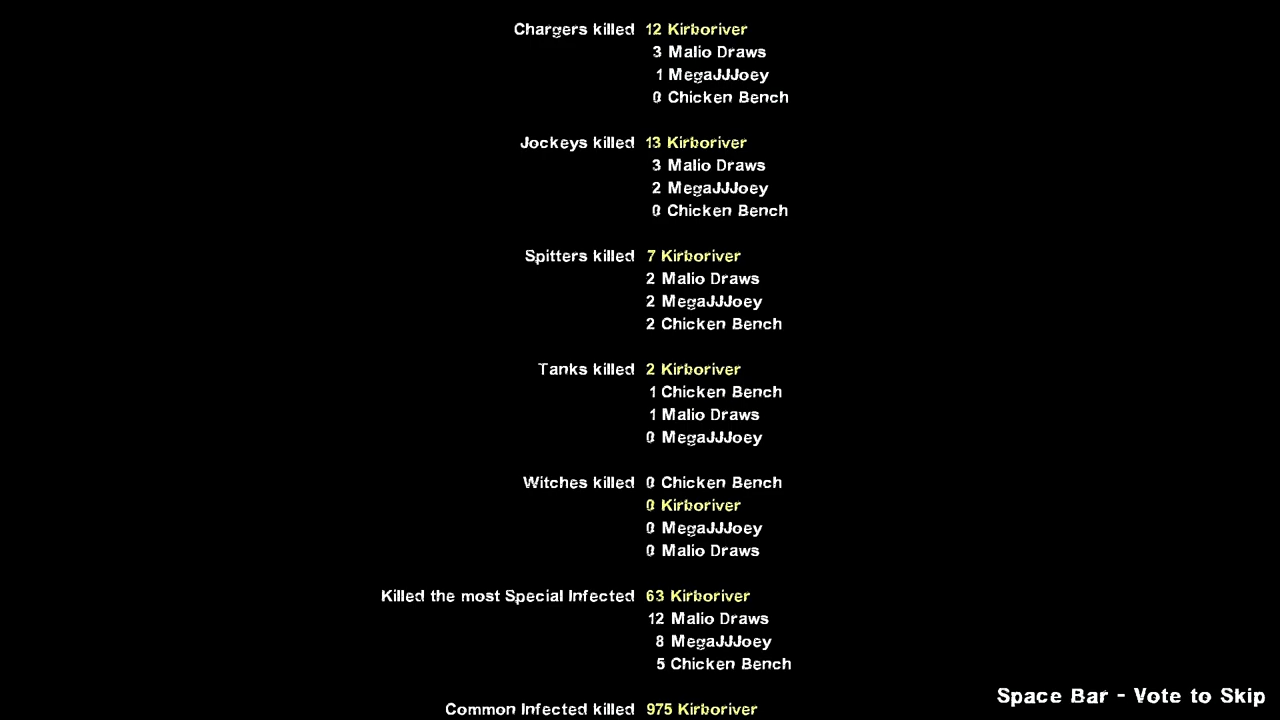 Chargers killed 12 Kirboriver
3 Malio Draws
1 MegaJJJoey
0 Chicken Bench
Jockeys killed 13 Kirboriver
3 Malio Draws
2 MegaJJJoey
0 Chicken Bench
Spitters killed 7 Kirboriver
2 Malio Draws
2 MegaJJJoey
2 Chicken Bench
Tanks killed 2 Kirboriver
1 Chicken Bench
1 Malio Draws
0 MegaJJJoey
Witches killed 0 Chicken Bench
0 Kirboriver
0 MegaJJJoey
0 Malio Draws
Killed the most Special Infected 63 Kirboriver
12 Malio Draws
8 MegaJJJoey
5 Chicken Bench
Common Infected killed 975 Kirboriver
Space Bar - Vote to Skip